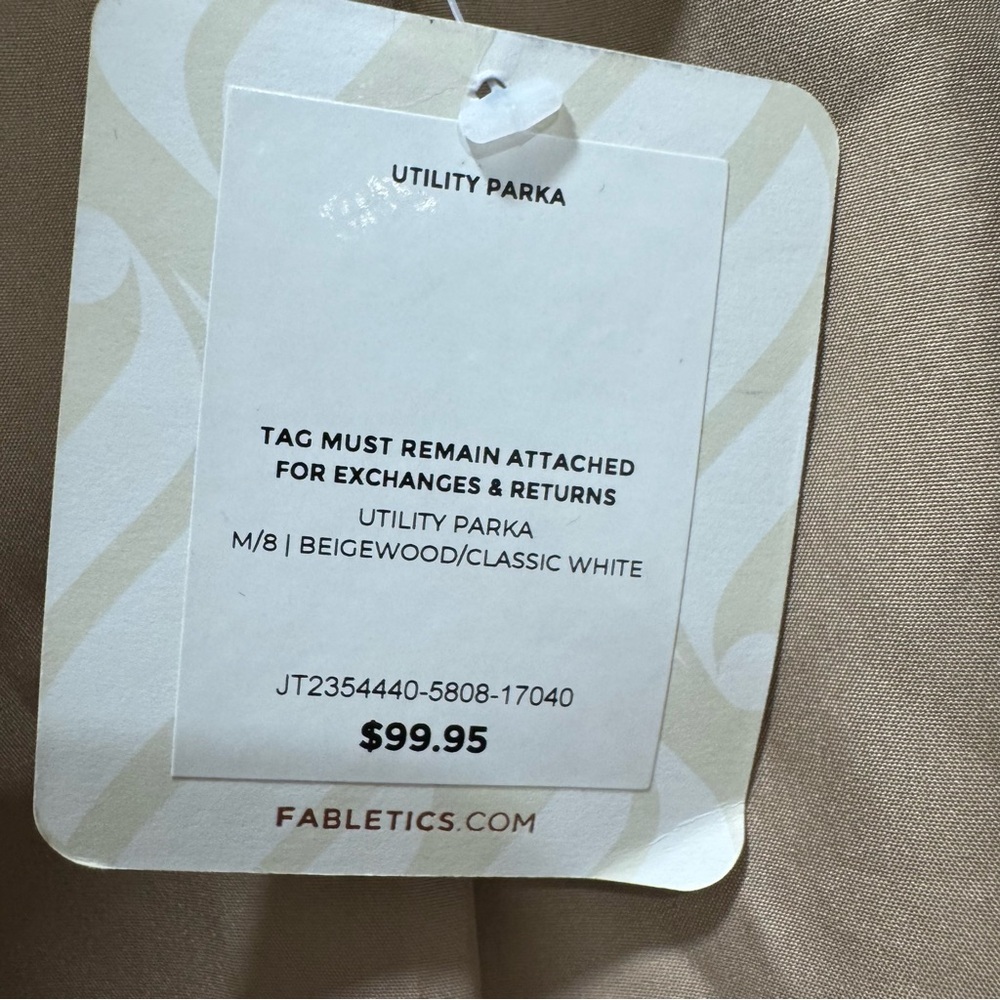 UTILITY PARKA
TAG MUST REMAIN ATTACHED
FOR EXCHANGES & RETURNS
UTILITY PARKA
M/8 | BEIGEWOOD/CLASSIC WHITE
JT2354440-5808-17040
$99.95
FABLETICS.COM